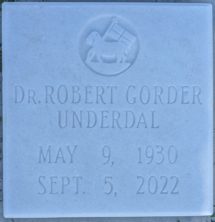 DR. ROBERT GORDER
UNDERDAL
MAY 9, 1930
SEPT. 5, 2022